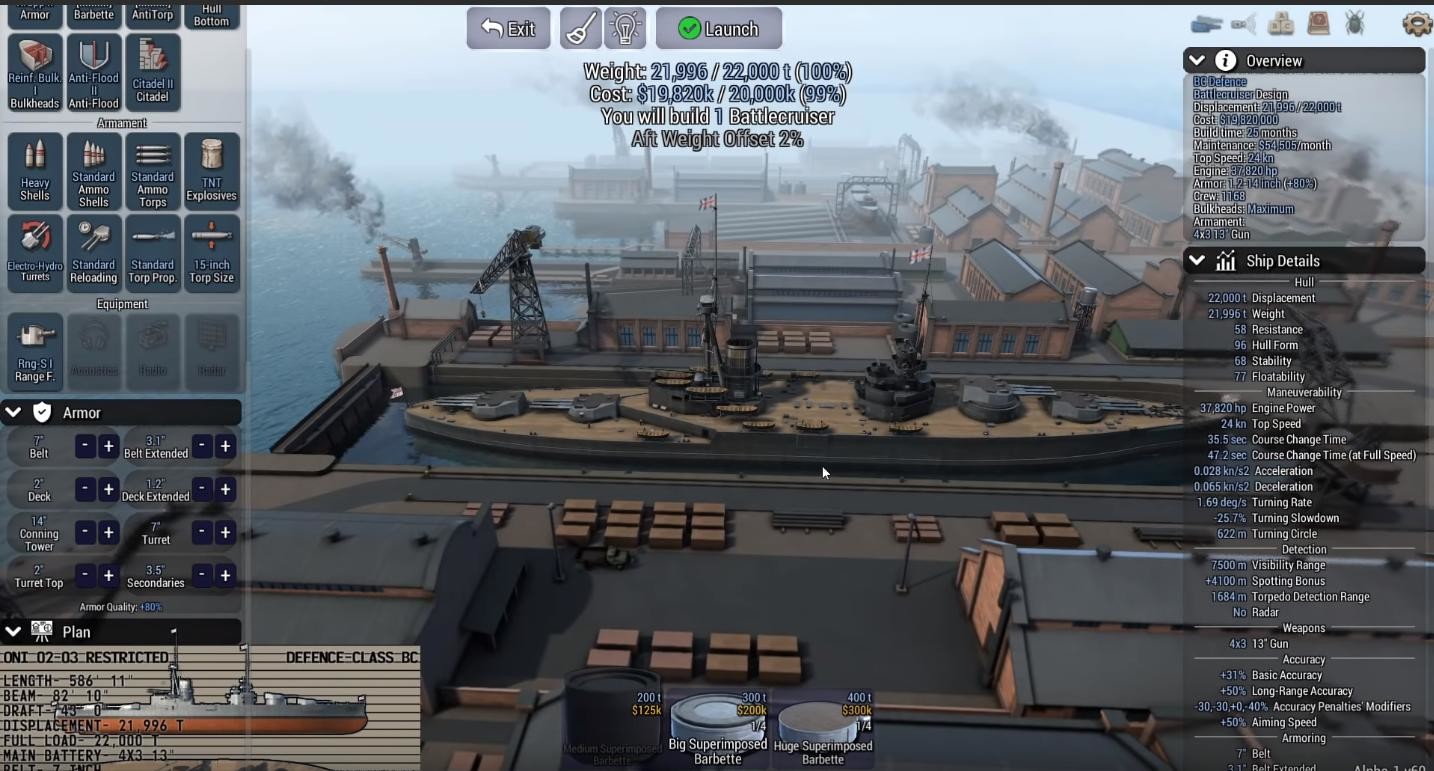 Armor
Barbette
AntiTorp
Hull
Bottom
Reinf. Bulk.
I
Bulkheads
Anti-Flood
II
Anti-Flood
Citadel II
Citadel
Armament
Heavy
Shells
Standard
Ammo
Shells
Standard
Ammo
Torps
TNT
Explosives
Electro-Hydro
Turrets
Standard
Reloading
Standard
Torp Prop.
15-inch
Torp Size
Equipment
Rng-S I
Range F.
Acoustics
Radio
Radar
Armor
7"
Belt
- +
3.1"
Belt Extended
- +
2"
Deck
- +
1.2"
Deck Extended
- +
14"
Conning
Tower
- +
7"
Turret
- +
2"
Turret Top
- +
3.5"
Secondaries
- +
Armor Quality: +80%
Plan
ONI 02=03 RESTRICTED
DEFENCE=CLASS BC
LENGTH- 586' 11"
BEAM- 82' 10"
DISPLACEMENT- 21,996 T
FULL LOAD- 22,000 T
MAIN BATTERY- 4X3 13"
BELT- 7 INCH
Exit
Launch
Weight: 21,996 / 22,000 t (100%)
Cost: $19,820k / 20,000k (99%)
You will build 1 Battlecruiser
Aft Weight Offset 2%
200 t
$125k
Medium Superimposed
Barbette
300 t
$200k
1/4
Big Superimposed
Barbette
400 t
$300k
1/4
Huge Superimposed
Barbette
Overview
BC Defence
Battlecruiser Design
Displacement: 21,996 / 22,000 t
Cost: $19,820,000
Build time: 25 months
Maintenance: $54,505/month
Top Speed: 24 kn
Engine: 37,820 hp
Armor: 1.2-14 inch (+80%)
Crew: 1168
Bulkheads: Maximum
Armament:
4x3 13" Gun
Ship Details
Hull
22,000 t Displacement
21,996 t Weight
58 Resistance
96 Hull Form
68 Stability
77 Floatability
Maneuverability
37,820 hp Engine Power
24 kn Top Speed
35.5 sec Course Change Time
47.2 sec Course Change Time (at Full Speed)
0.028 kn/s2 Acceleration
0.065 kn/s2 Deceleration
1.69 deg/s Turning Rate
-25.7% Turning Slowdown
622 m Turning Circle
Detection
7500 m Visibility Range
+4100 m Spotting Bonus
1684 m Torpedo Detection Range
No Radar
Weapons
4x3 13" Gun
Accuracy
+31% Basic Accuracy
+50% Long-Range Accuracy
-30,-30,+0,-40% Accuracy Penalties' Modifiers
+50% Aiming Speed
Armoring
7" Belt
3.1" Belt Extended